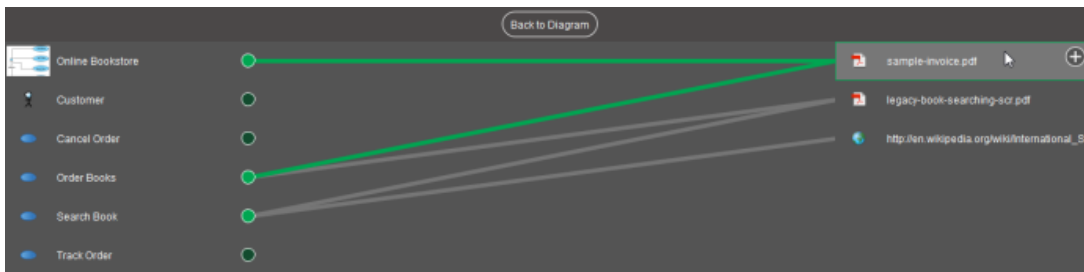 Back to Diagram
Online Bookstore
sample-invoice.pdf
Customer
legacy-book-searching-scr.pdf
Cancel Order
http://en.wikipedia.org/wiki/International_S
Order Books
Search Book
Track Order